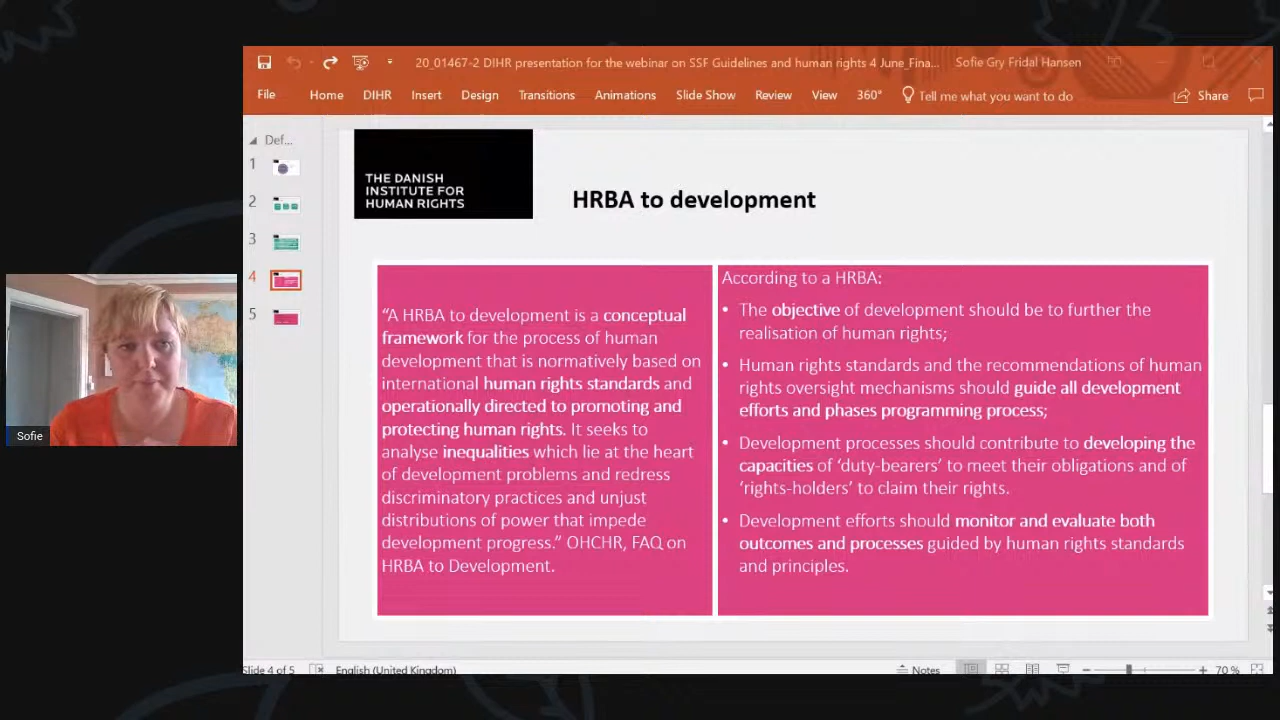 20_01467-2 DIHR presentation for the webinar on SSF Guidelines and human rights 4 June_Fina...
Sofie Gry Fridal Hansen
File
Home
DIHR
Insert
Design
Transitions
Animations
Slide Show
Review
View
360°
Tell me what you want to do
Share
Def...
1
2
3
4
5
THE DANISH
INSTITUTE FOR
HUMAN RIGHTS
HRBA to development
“A HRBA to development is a conceptual
framework for the process of human
development that is normatively based on
international human rights standards and
operationally directed to promoting and
protecting human rights. It seeks to
analyse inequalities which lie at the heart
of development problems and redress
discriminatory practices and unjust
distributions of power that impede
development progress.” OHCHR, FAQ on
HRBA to Development.
According to a HRBA:
• The objective of development should be to further the
realisation of human rights;
• Human rights standards and the recommendations of human
rights oversight mechanisms should guide all development
efforts and phases programming process;
• Development processes should contribute to developing the
capacities of ‘duty-bearers’ to meet their obligations and of
‘rights-holders’ to claim their rights.
• Development efforts should monitor and evaluate both
outcomes and processes guided by human rights standards
and principles.
Sofie
Slide 4 of 5
English (United Kingdom)
Notes
70 %